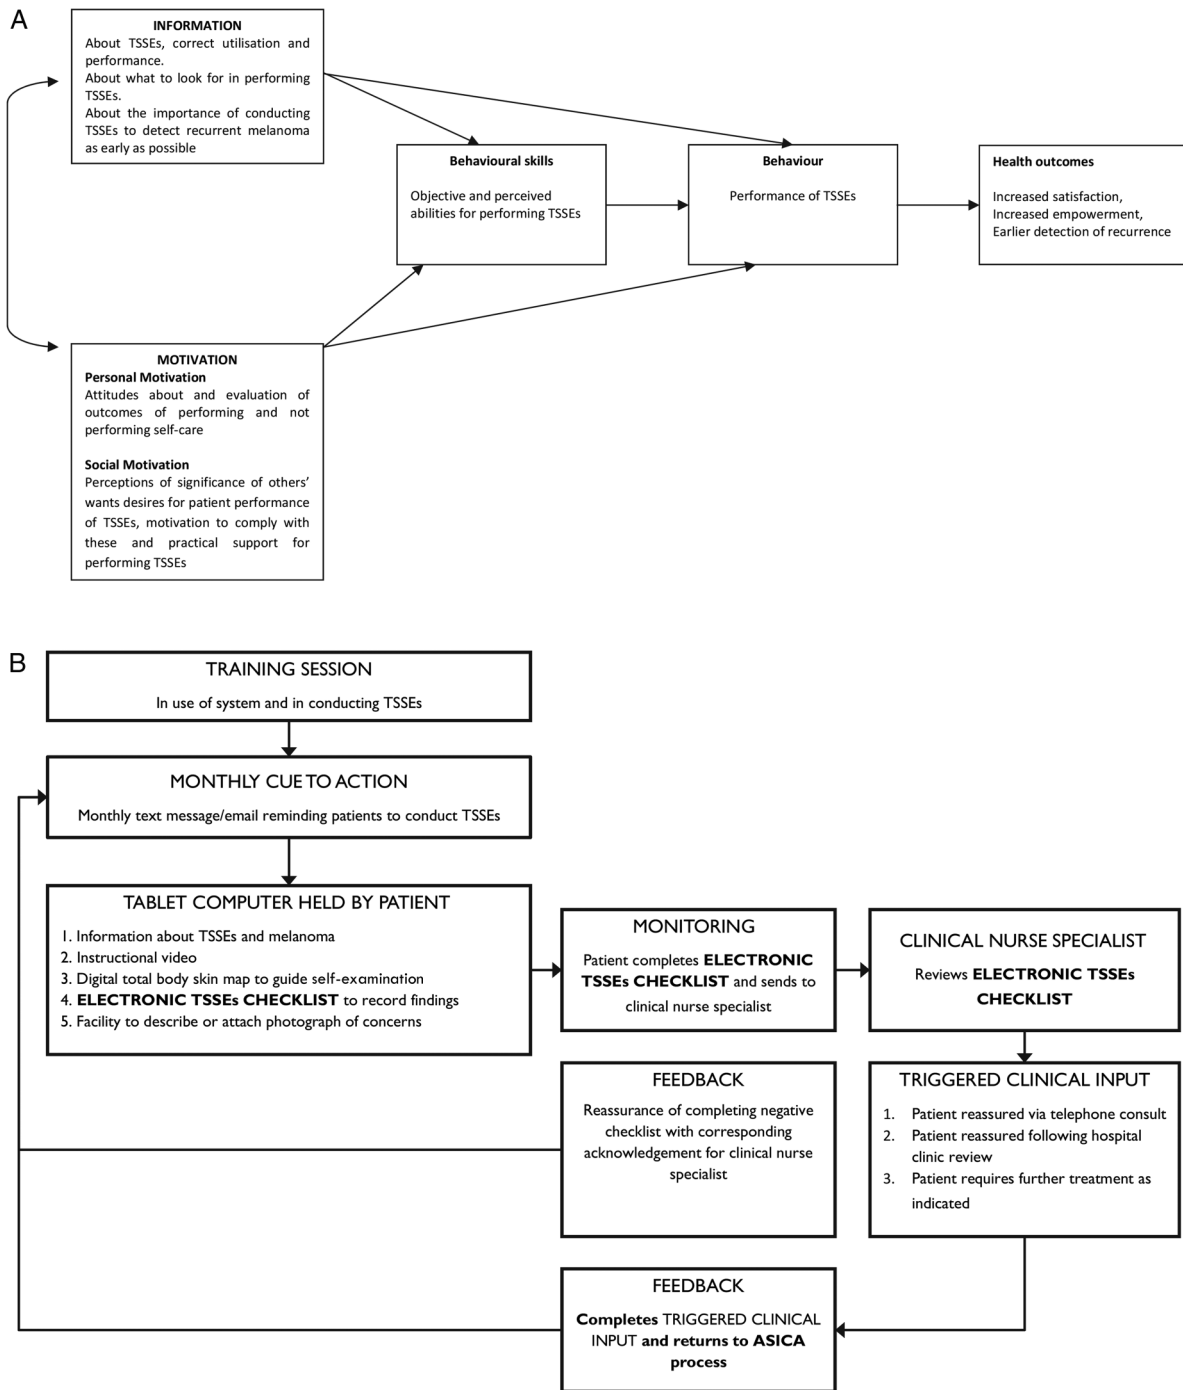 A
INFORMATION
About TSSEs, correct utilisation and
performance.
About what to look for in performing
TSSEs.
About the importance of conducting
TSSEs to detect recurrent melanoma
as early as possible
Behavioural skills
Objective and perceived
abilities for performing TSSEs
Behaviour
Performance of TSSEs
Health outcomes
Increased satisfaction,
Increased empowerment,
Earlier detection of recurrence
MOTIVATION
Personal Motivation
Attitudes about and evaluation of
outcomes of performing and not
performing self-care
Social Motivation
Perceptions of significance of others'
wants desires for patient performance
of TSSEs, motivation to comply with
these and practical support for
performing TSSEs
B
TRAINING SESSION
In use of system and in conducting TSSEs
MONTHLY CUE TO ACTION
Monthly text message/email reminding patients to conduct TSSEs
TABLET COMPUTER HELD BY PATIENT
1. Information about TSSEs and melanoma
2. Instructional video
3. Digital total body skin map to guide self-examination
4. ELECTRONIC TSSEs CHECKLIST to record findings
5. Facility to describe or attach photograph of concerns
MONITORING
Patient completes ELECTRONIC
TSSEs CHECKLIST and sends to
clinical nurse specialist
CLINICAL NURSE SPECIALIST
Reviews ELECTRONIC TSSEs
CHECKLIST
FEEDBACK
Reassurance of completing negative
checklist with corresponding
acknowledgement for clinical nurse
specialist
TRIGGERED CLINICAL INPUT
1. Patient reassured via telephone consult
2. Patient reassured following hospital
clinic review
3. Patient requires further treatment as
indicated
FEEDBACK
Completes TRIGGERED CLINICAL
INPUT and returns to ASICA
process